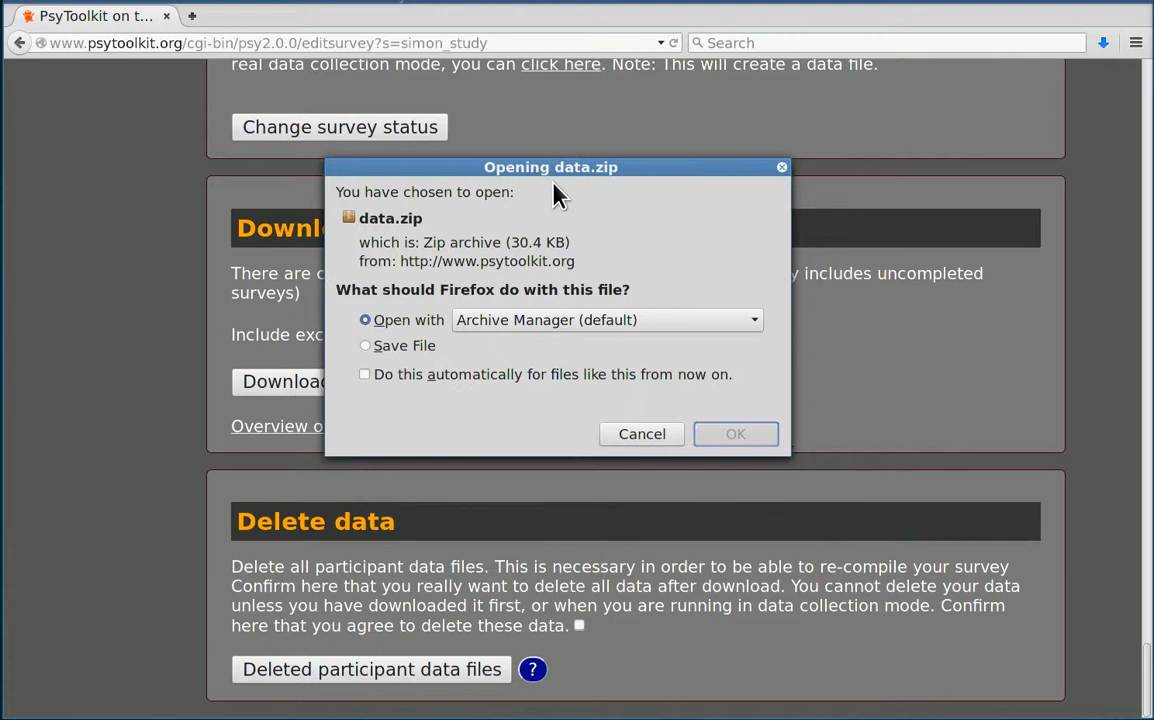 PsyToolkit on t...
www.psytoolkit.org/cgi-bin/psy2.0.0/editsurvey?s=simon_study
Search
real data collection mode, you can click here. Note: This will create a data file.
Change survey status
Opening data.zip
You have chosen to open:
data.zip
which is: Zip archive (30.4 KB)
from: http://www.psytoolkit.org
What should Firefox do with this file?
Open with Archive Manager (default)
Save File
Do this automatically for files like this from now on.
Cancel OK
There are
includes uncompleted
surveys)
Include
Overview
Delete data
Delete all participant data files. This is necessary in order to be able to re-compile your survey
Confirm here that you really want to delete all data after download. You cannot delete your data
unless you have downloaded it first, or when you are running in data collection mode. Confirm
here that you agree to delete these data.
Deleted participant data files ?